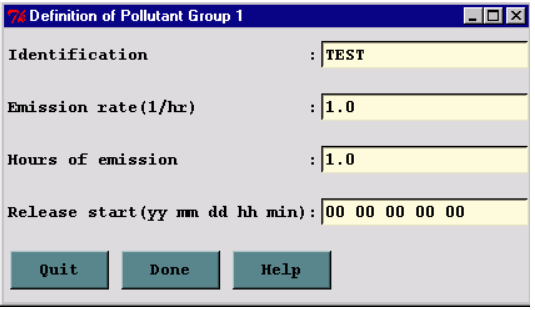 Definition of Pollutant Group 1
Identification : TEST
Emission rate(1/hr) : 1.0
Hours of emission : 1.0
Release start(yy mm dd hh min): 00 00 00 00 00
Quit Done Help